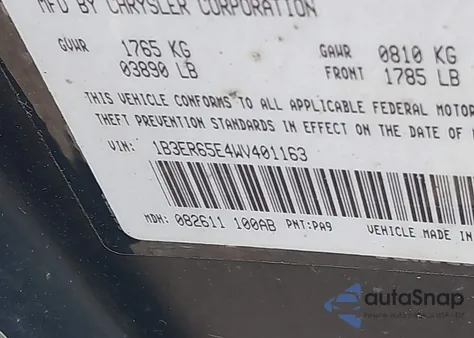 MFD BY CHRYSLER CORPORATION
GVWR 1765 KG GAWR 0810 KG
03890 LB FRONT 1785 LB
THIS VEHICLE CONFORMS TO ALL APPLICABLE FEDERAL MOTOR
THEFT PREVENTION STANDARDS IN EFFECT ON THE DATE OF
VIN: 1B3ER65E4WV401163
MDH: 082611 100AB PNT:PA9 VEHICLE MADE IN
autoSnap